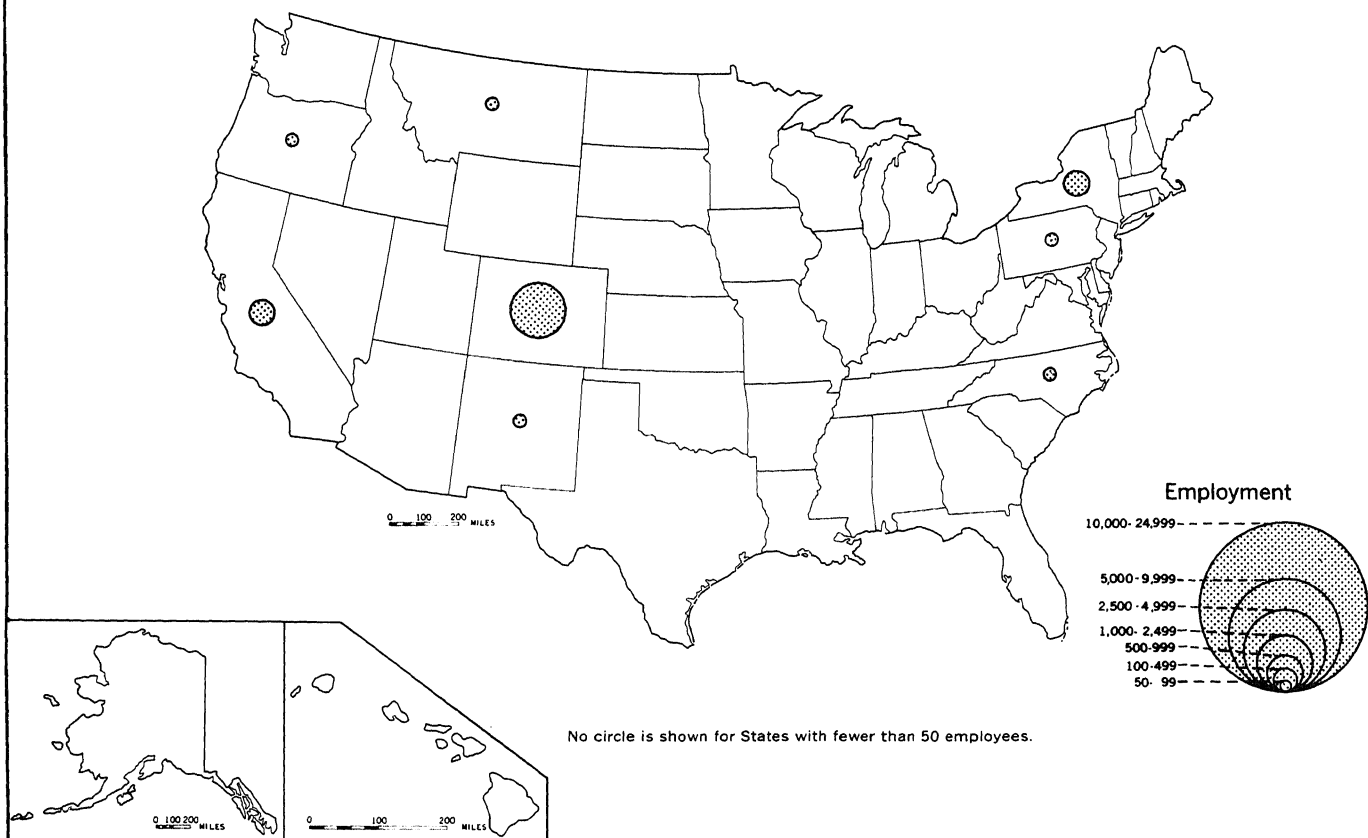 0 100 200 MILES
Employment
10,000-24,999
5,000-9,999
2,500-4,999
1,000-2,499
500-999
100-499
50-99
No circle is shown for States with fewer than 50 employees.
0 100 200 MILES
0 100 200 MILES